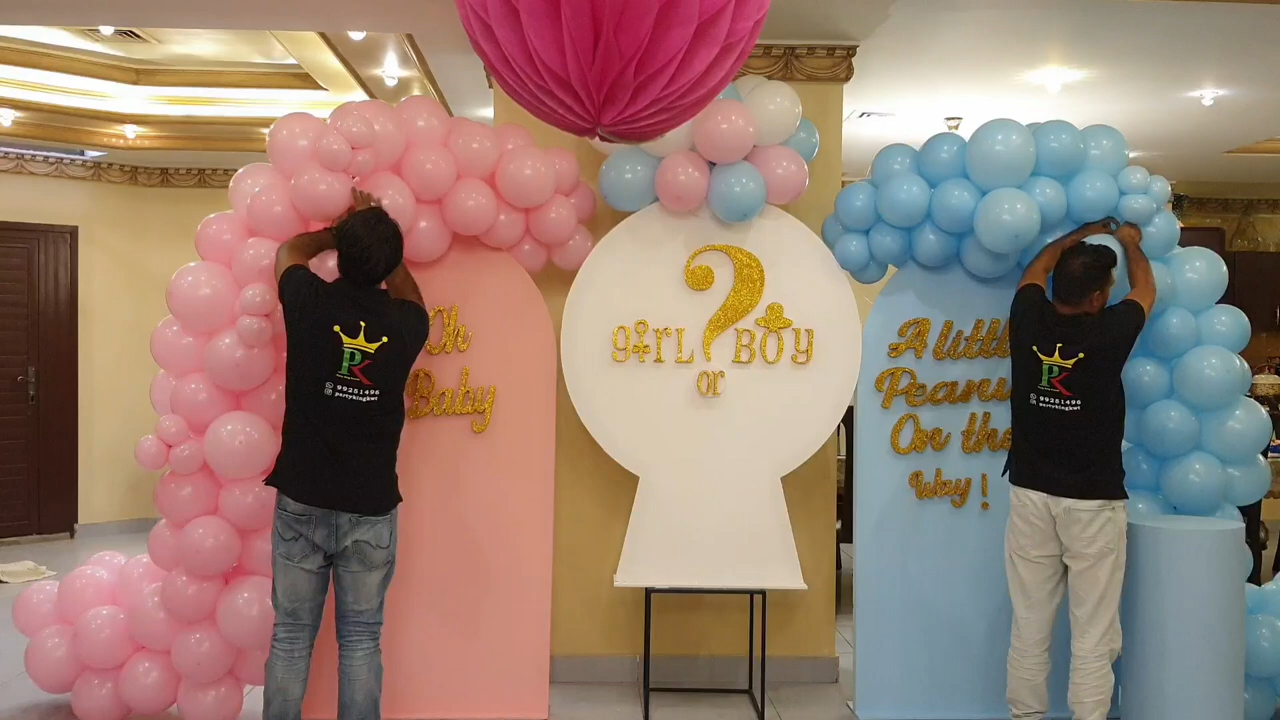 Oh
Baby
?
girl BOY
or
A little
Peanu
On the
Way!
PK
99251496
partykingkwt
PK
99251496
partykingkwt